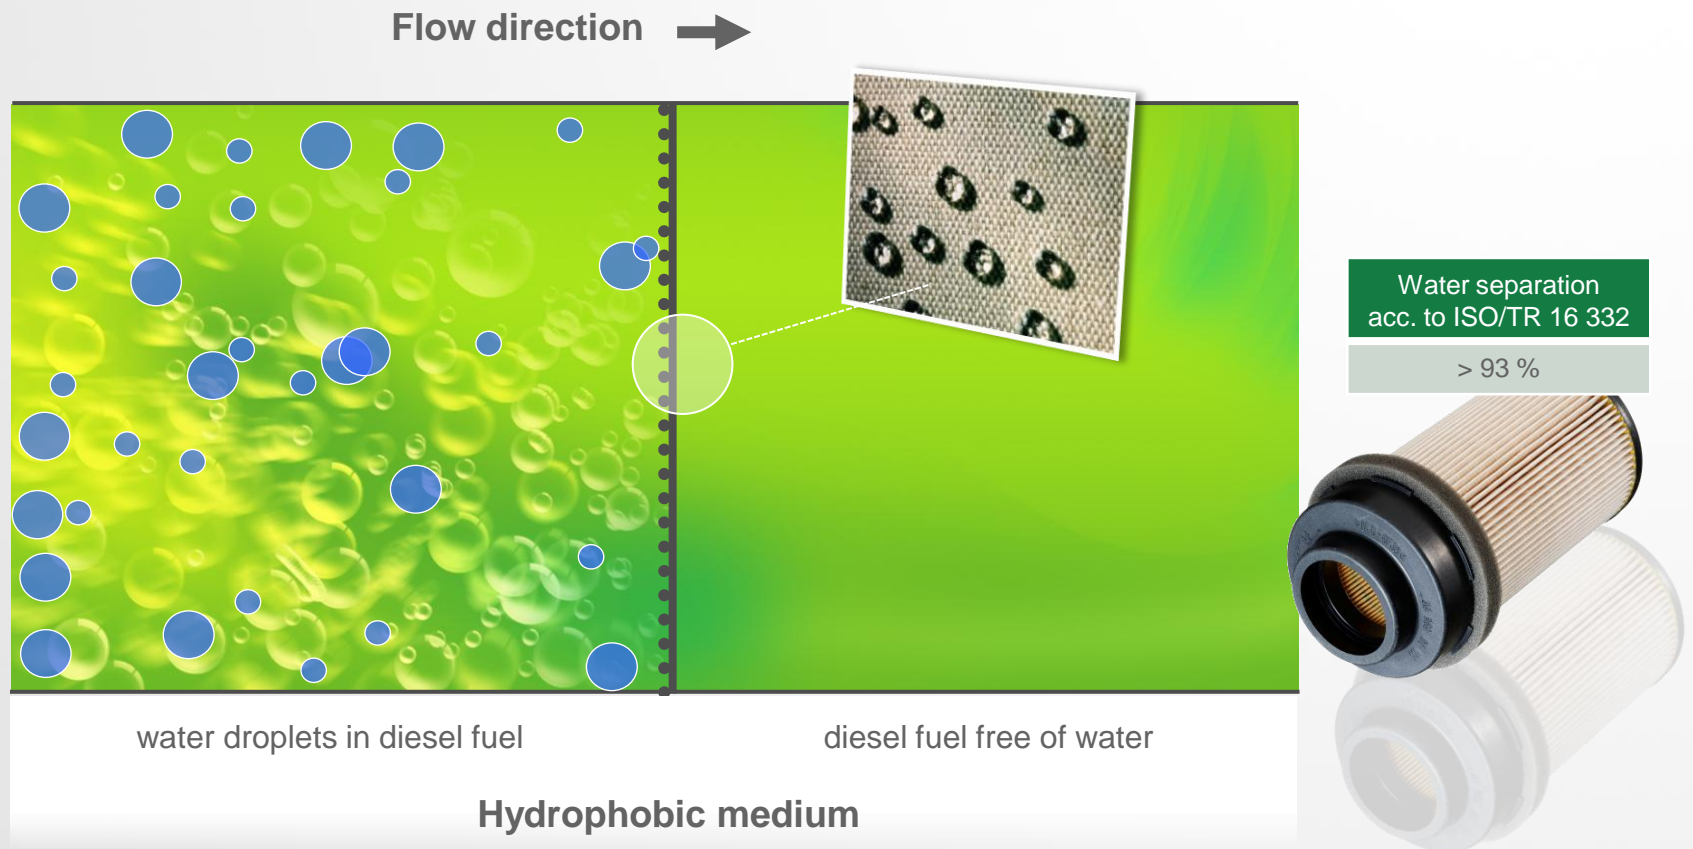 Flow direction
Water separation
acc. to ISO/TR 16 332
> 93 %
water droplets in diesel fuel
diesel fuel free of water
Hydrophobic medium